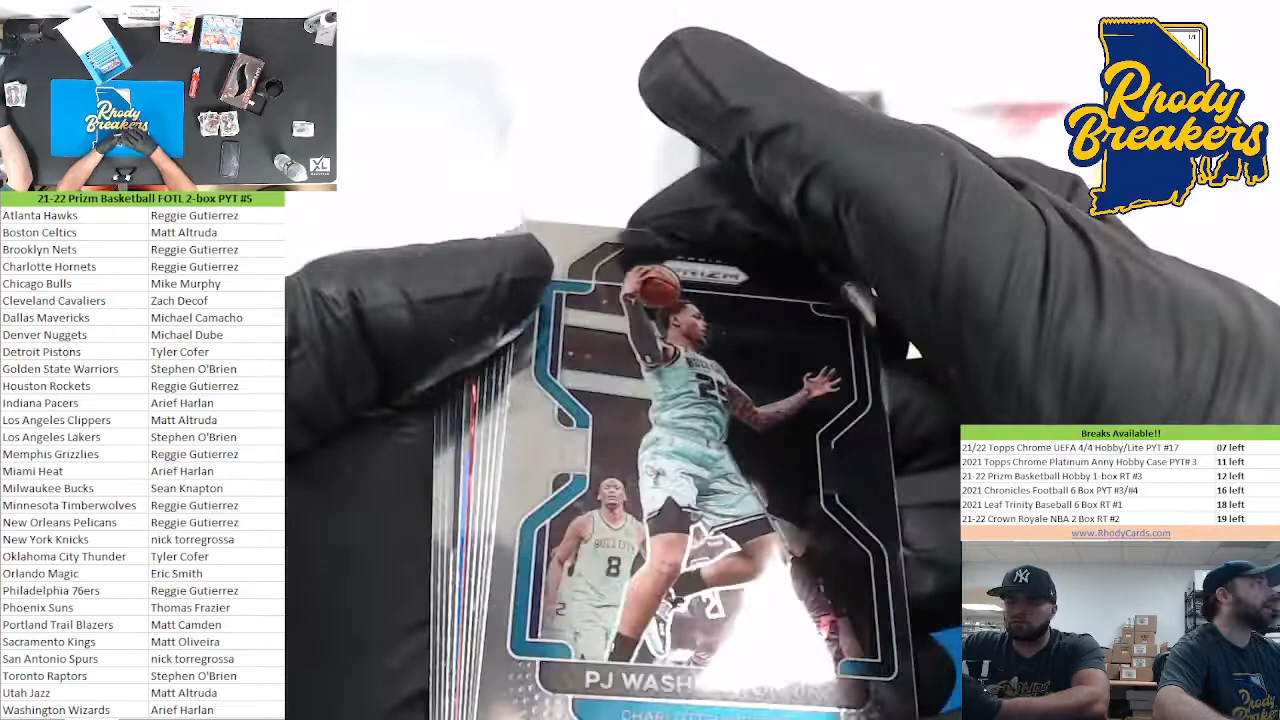 Rhody
Breakers
XL
21-22 Prizm Basketball FOTL 2-box PYT #5
Atlanta Hawks Reggie Gutierrez
Boston Celtics Matt Altruda
Brooklyn Nets Reggie Gutierrez
Charlotte Hornets Reggie Gutierrez
Chicago Bulls Mike Murphy
Cleveland Cavaliers Zach Decof
Dallas Mavericks Michael Camacho
Denver Nuggets Michael Dube
Detroit Pistons Tyler Cofer
Golden State Warriors Stephen O'Brien
Houston Rockets Reggie Gutierrez
Indiana Pacers Arief Harlan
Los Angeles Clippers Matt Altruda
Los Angeles Lakers Stephen O'Brien
Memphis Grizzlies Reggie Gutierrez
Miami Heat Arief Harlan
Milwaukee Bucks Sean Knapton
Minnesota Timberwolves Reggie Gutierrez
New Orleans Pelicans Reggie Gutierrez
New York Knicks nick torregrossa
Oklahoma City Thunder Tyler Cofer
Orlando Magic Eric Smith
Philadelphia 76ers Reggie Gutierrez
Phoenix Suns Thomas Frazier
Portland Trail Blazers Matt Camden
Sacramento Kings Matt Oliveira
San Antonio Spurs nick torregrossa
Toronto Raptors Stephen O'Brien
Utah Jazz Matt Altruda
Washington Wizards Arief Harlan
8
PJ WASH
1/1
Rhody
Breakers
Breaks Available!!
21/22 Topps Chrome UEFA 4/4 Hobby/Lite PYT #17 07 left
2021 Topps Chrome Platinum Anny Hobby Case PYT# 3 11 left
21-22 Prizm Basketball Hobby 1-box RT #3 12 left
2021 Chronicles Football 6 Box PYT #3/#4 16 left
2021 Leaf Trinity Baseball 6 Box RT #1 18 left
21-22 Crown Royale NBA 2 Box RT #2 19 left
www.RhodyCards.com